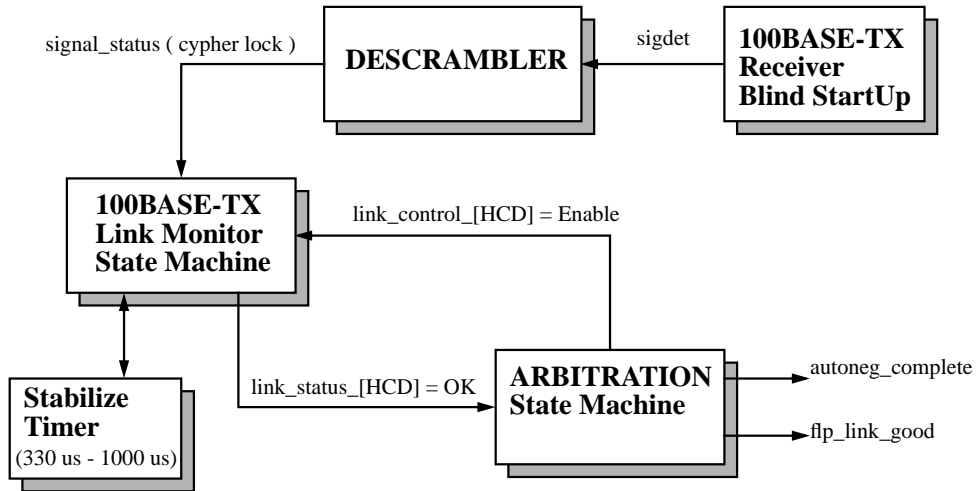 signal_status ( cypher lock )
DESCRAMBLER
sigdet
100BASE-TX
Receiver
Blind StartUp
100BASE-TX
Link Monitor
State Machine
link_control_[HCD] = Enable
Stabilize
Timer
(330 us - 1000 us)
link_status_[HCD] = OK
ARBITRATION
State Machine
autoneg_complete
flp_link_good